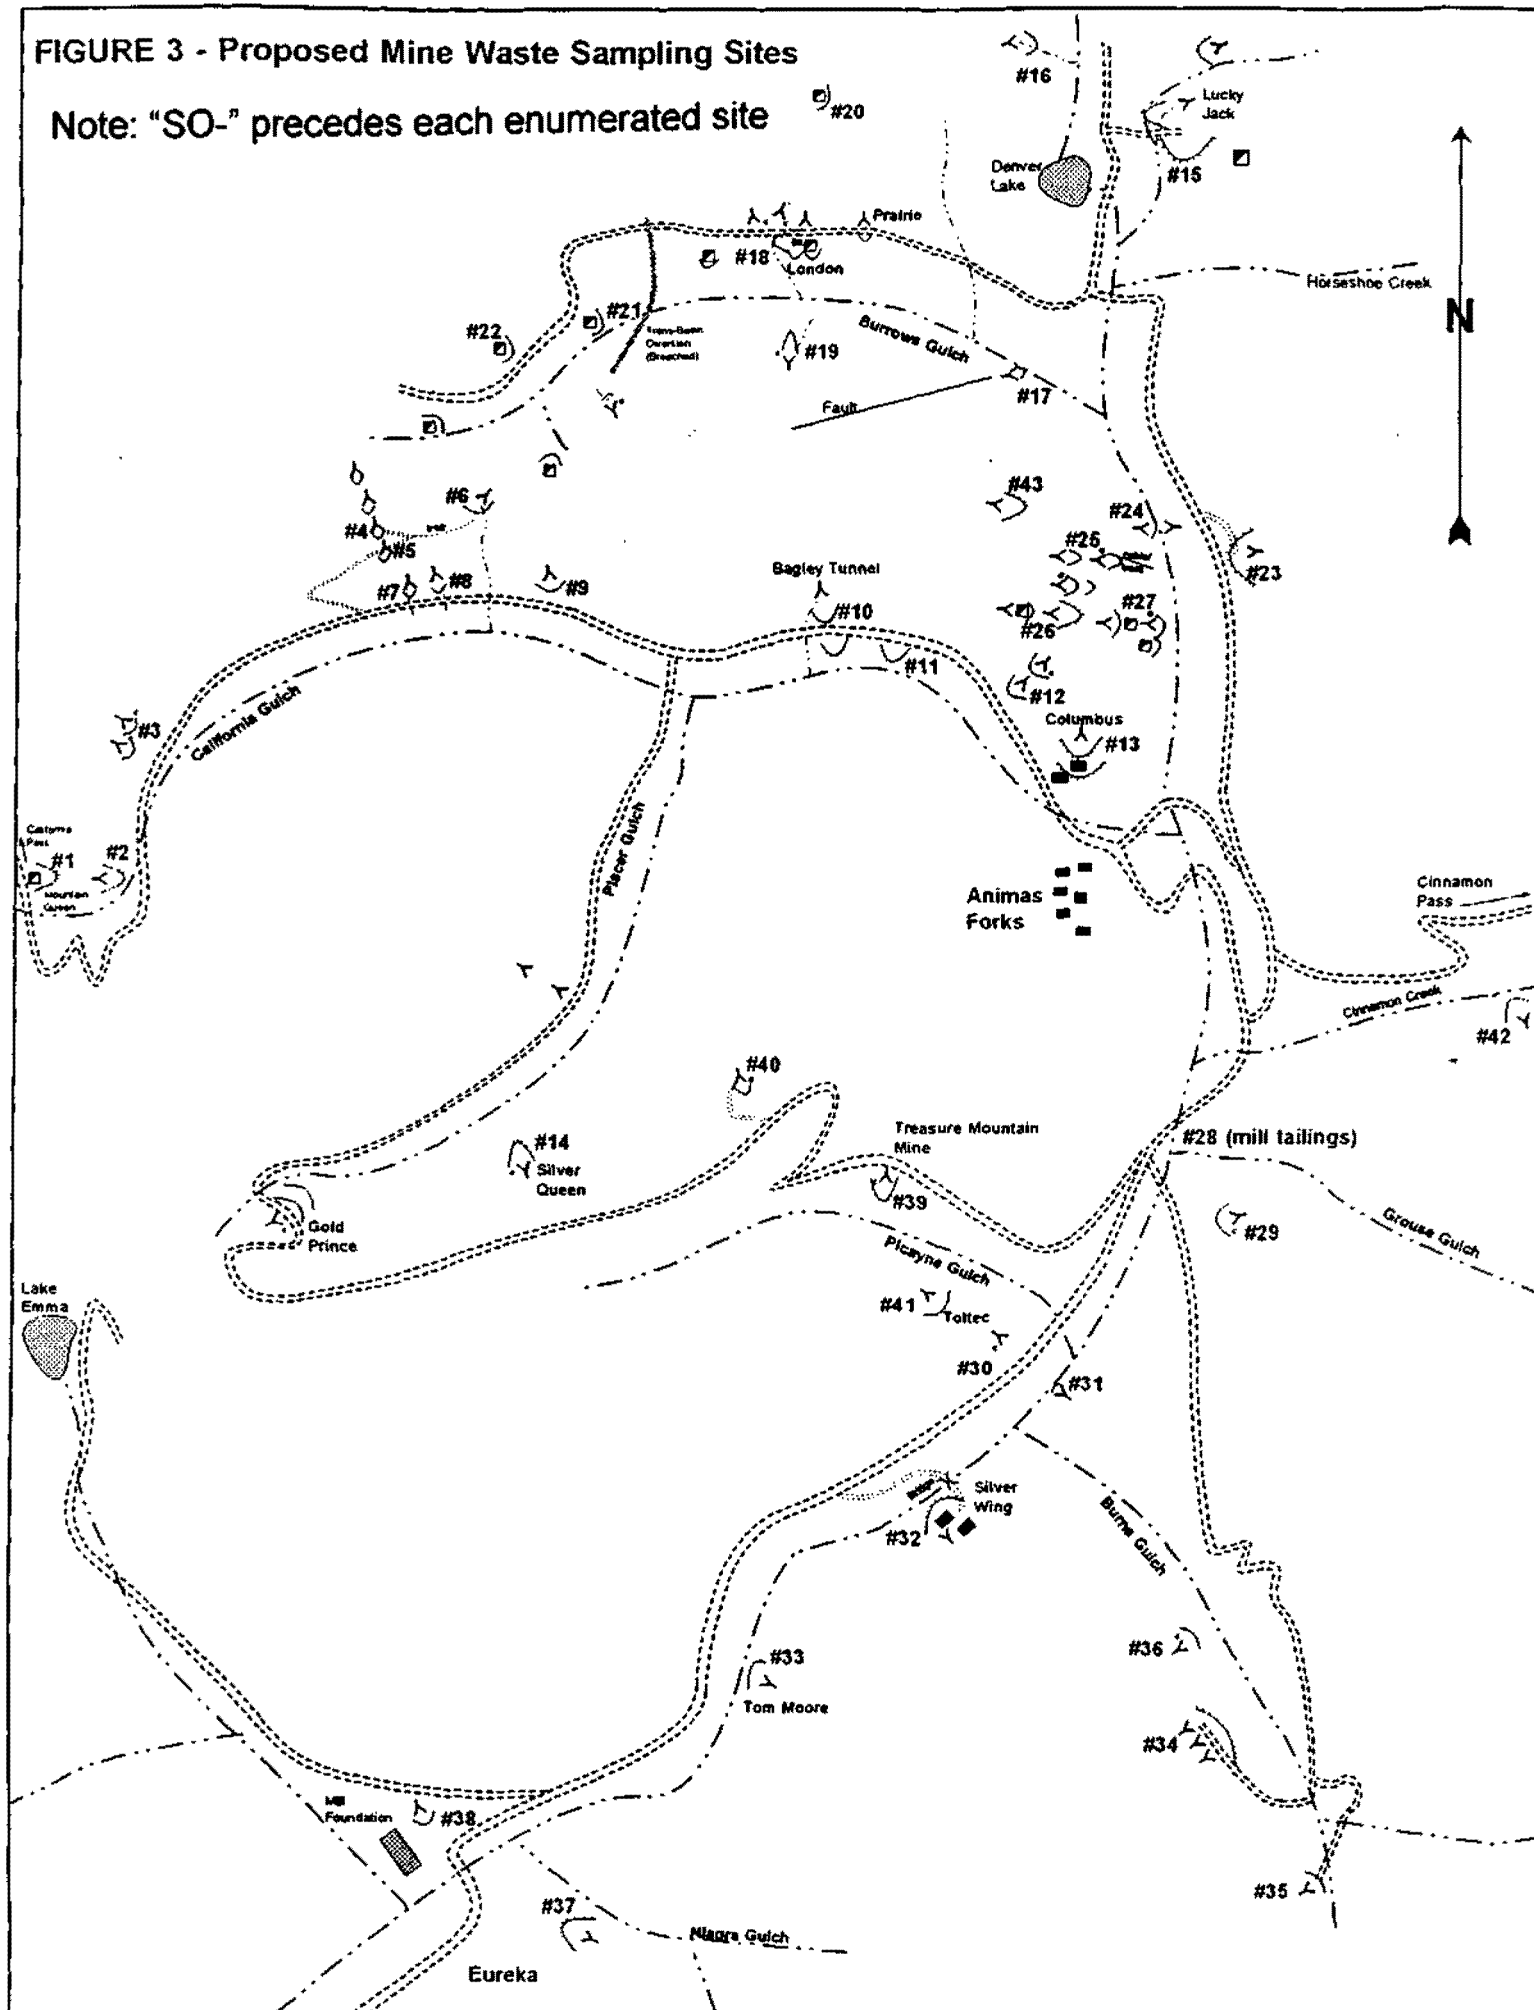 FIGURE 3 - Proposed Mine Waste Sampling Sites
Note: “SO-” precedes each enumerated site
#16
#20
Lucky
Jack
Denver
Lake
#15
Prairie
#18
London
Horseshoe Creek
N
#21
#22
Burrows Gulch
#19
#17
Fault
#43
#6
#24
#4
#5
#25
Bagley Tunnel
#23
#7
#8
#9
#10
#27
#26
#11
#12
Columbus
#3
California Gulch
#13
Placer Gulch
#1
#2
Mountain
Queen
Animas
Forks
Cinnamon
Pass
Cinnamon Creek
#42
#40
Treasure Mountain
Mine
#28 (mill tailings)
#14
Silver
Queen
#39
#29
Grouse Gulch
Gold
Prince
Picayne Gulch
Lake
Emma
#41
Toltec
#30
#31
Silver
Wing
#32
Burns Gulch
#36
#33
Tom Moore
#34
Mill
Foundation
#38
#35
#37
Niagra Gulch
Eureka